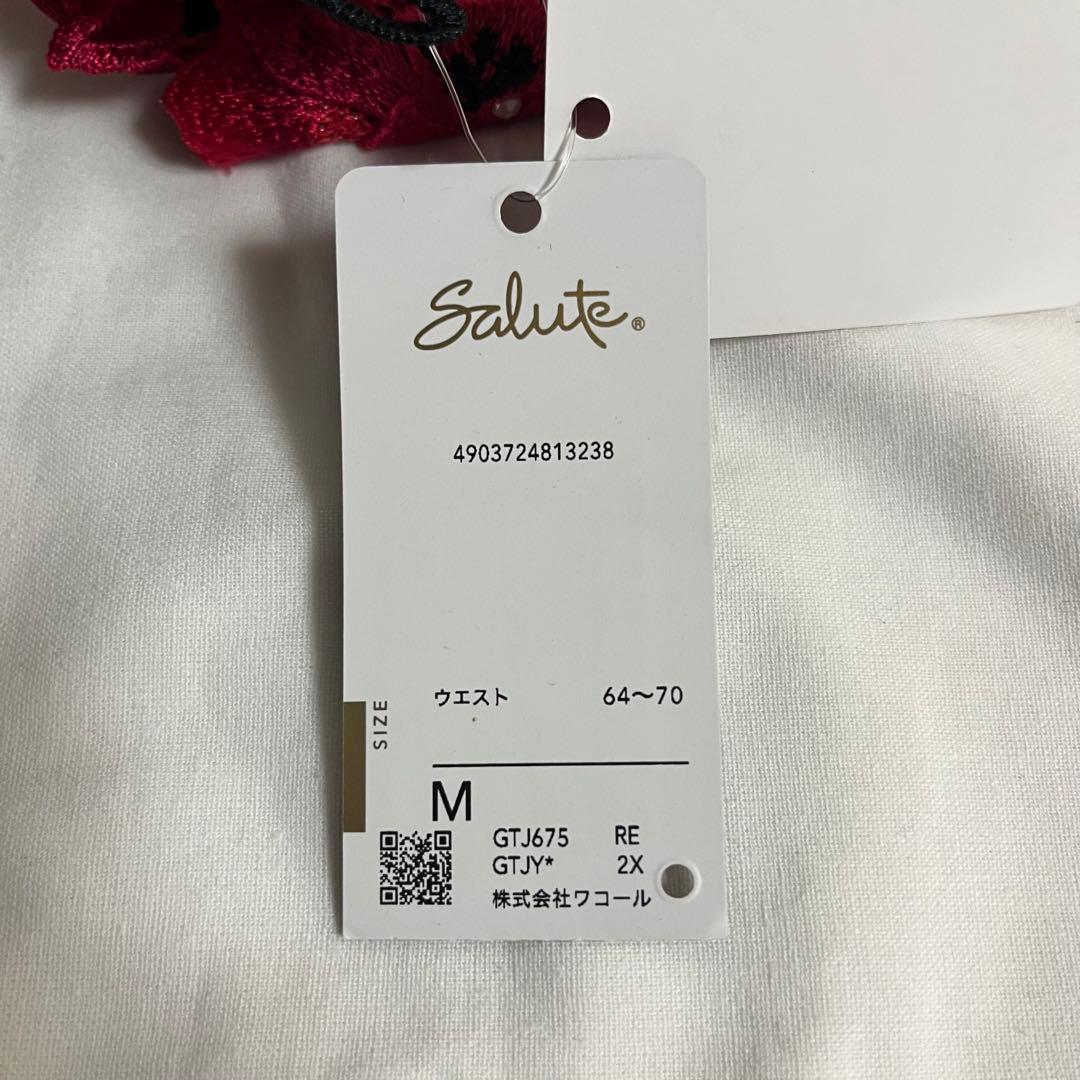 Salute®
4903724813238
ウエスト 64〜70
SIZE
M
GTJ675 RE
GTJY* 2X
株式会社ワコール